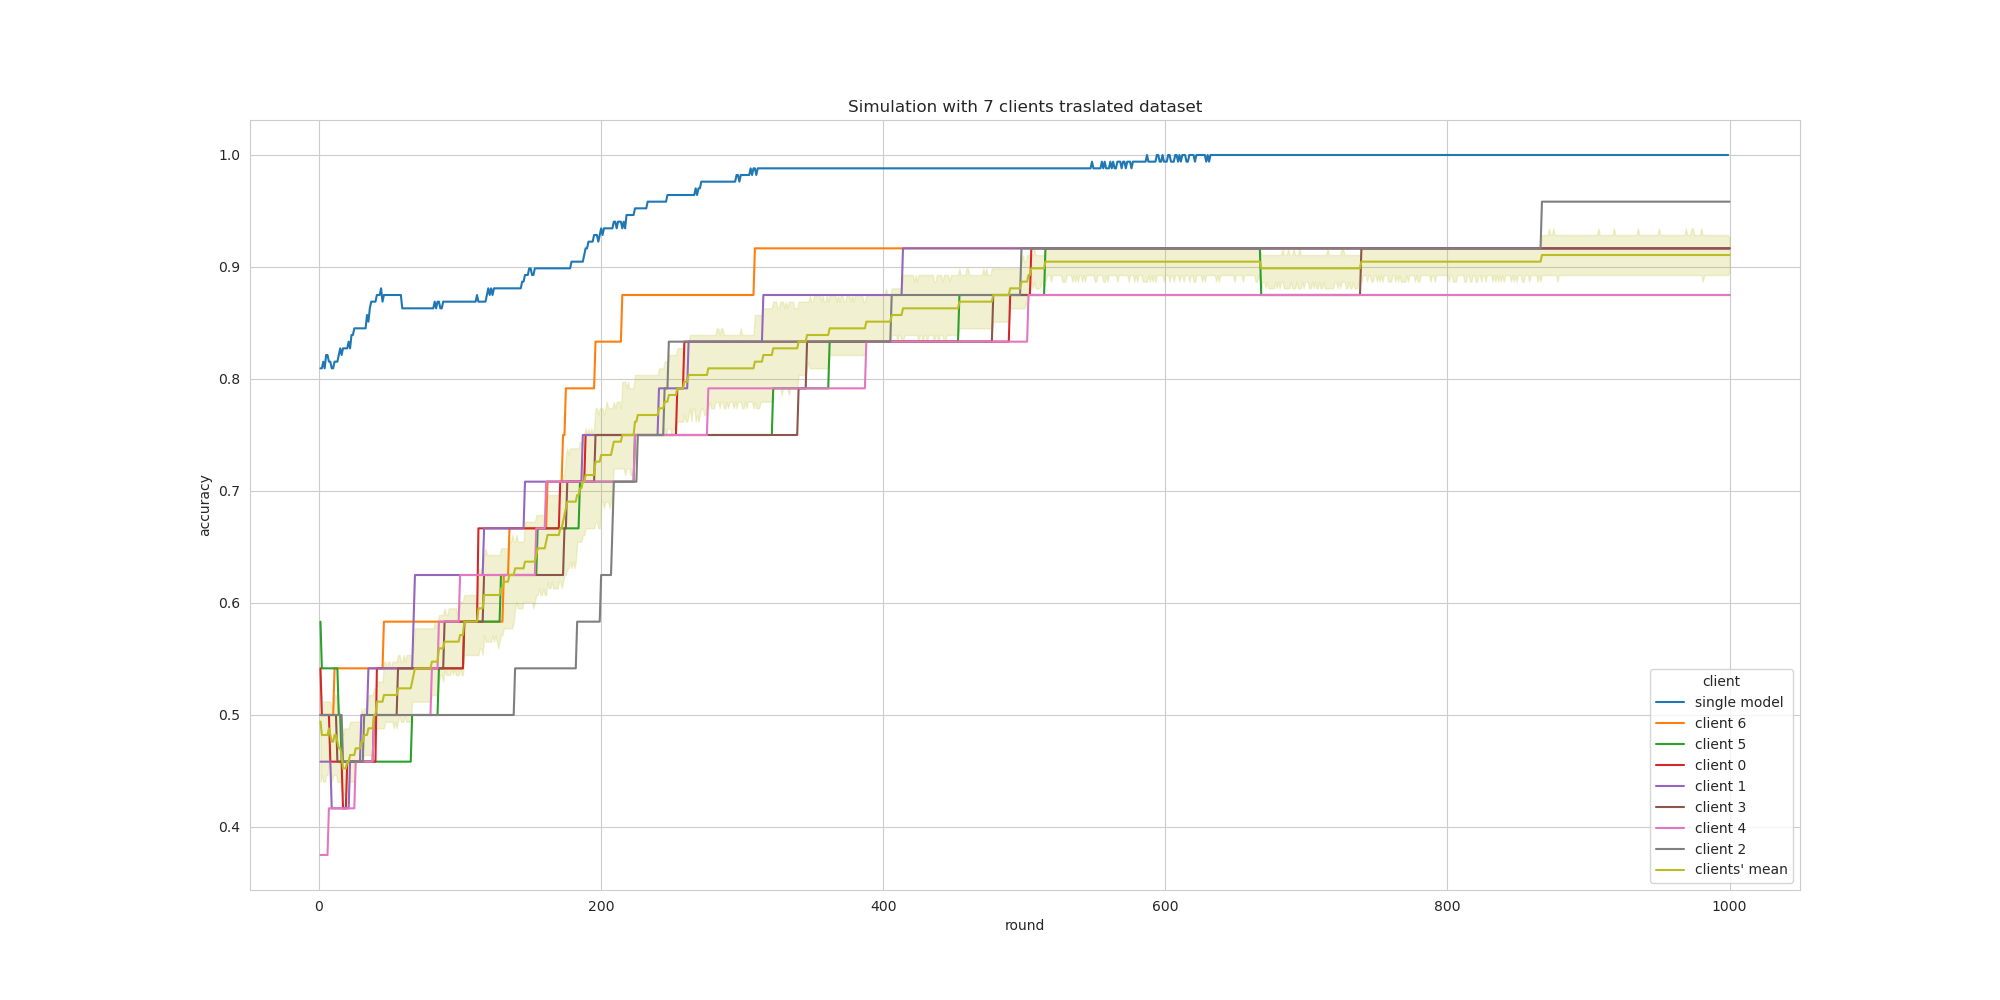 Simulation with 7 clients traslated dataset
accuracy
1.0
0.9
0.8
0.7
0.6
0.5
0.4
0
200
400
600
800
1000
round
client
single model
client 6
client 5
client 0
client 1
client 3
client 4
client 2
clients' mean